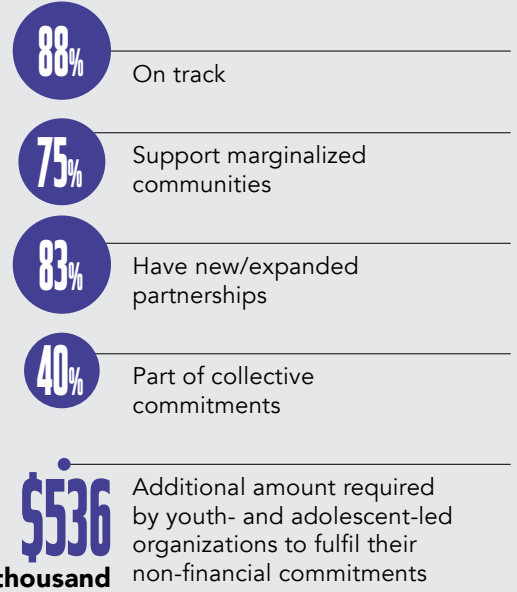 88%
On track
75%
Support marginalized
communities
83%
Have new/expanded
partnerships
40%
Part of collective
commitments
$536
thousand
Additional amount required
by youth- and adolescent-led
organizations to fulfil their
non-financial commitments